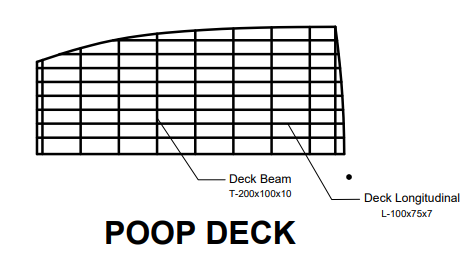 Deck Beam
T-200x100x10
Deck Longitudinal
L-100x75x7
POOP DECK